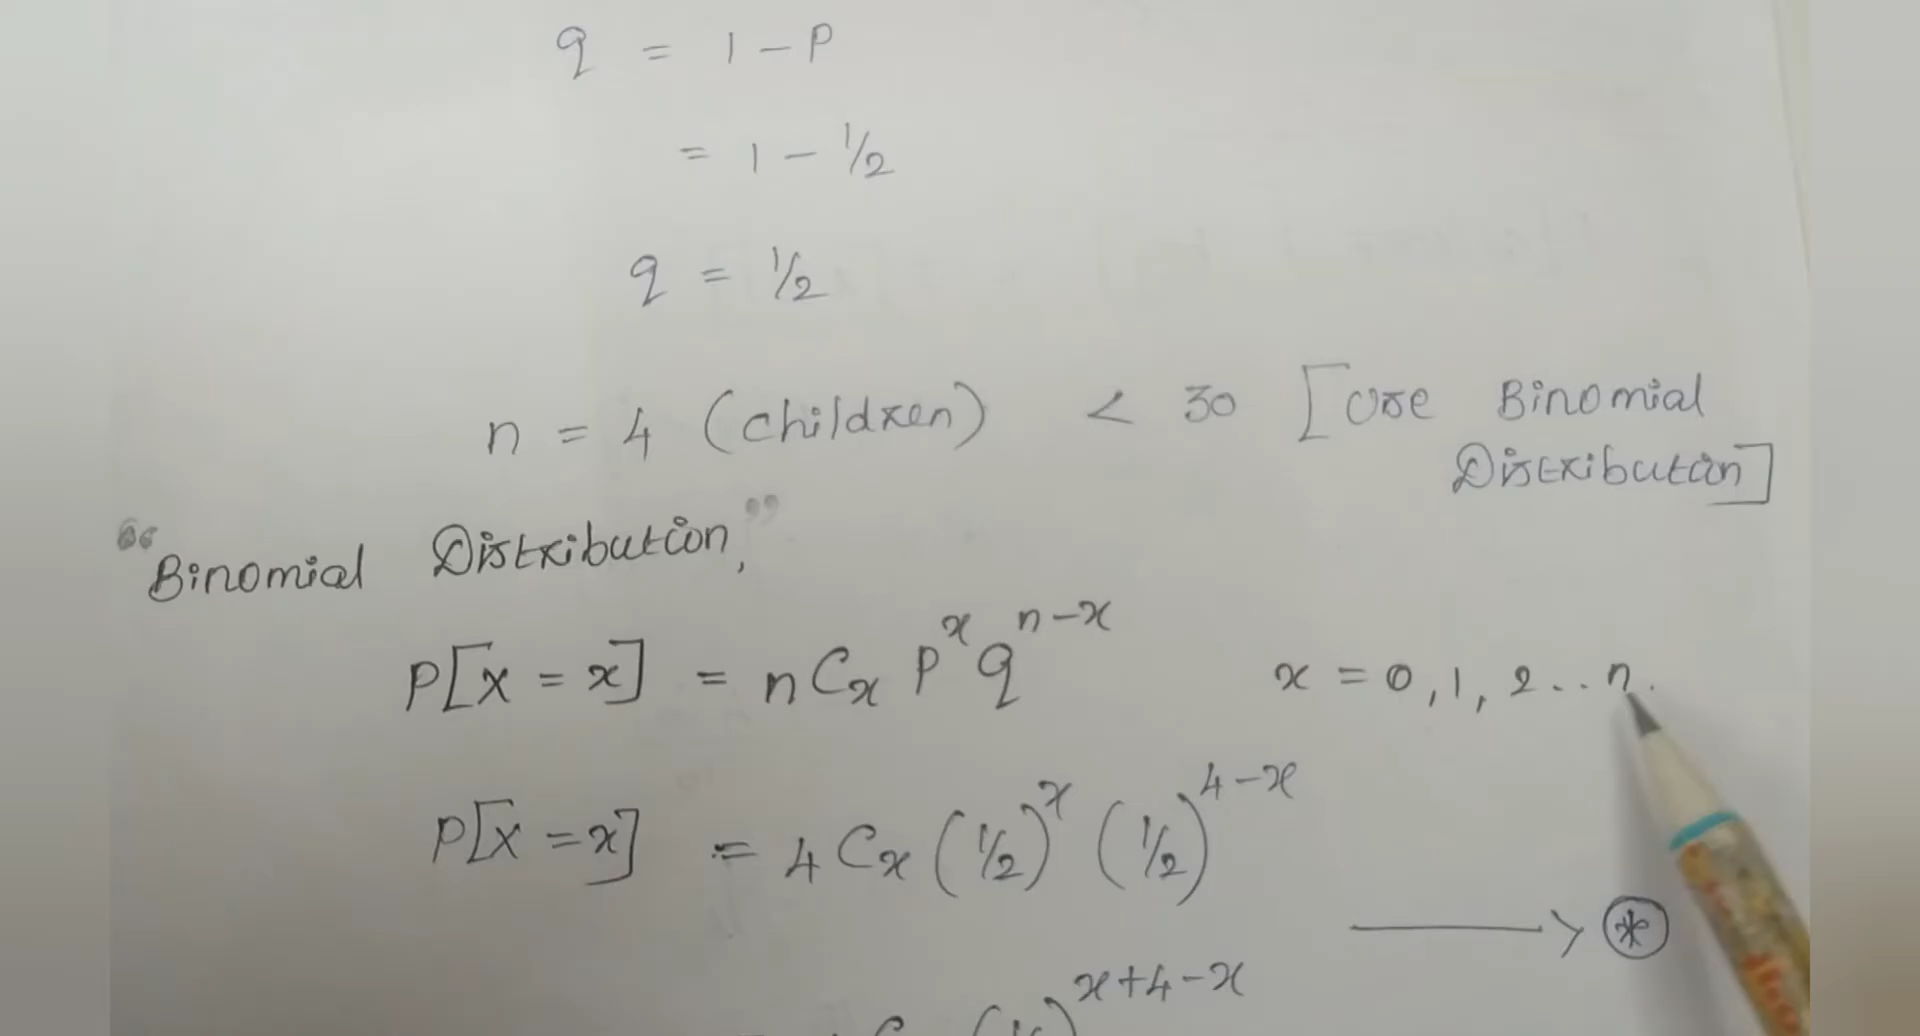 q = 1 - P
= 1 - 1/2
q = 1/2
n = 4 (children) < 30 [Use Binomial
Distribution]
"Binomial Distribution,"
P[X = x] = nCx p^x q^(n-x) x = 0, 1, 2 .. n.
P[X = x] = 4Cx (1/2)^x (1/2)^(4-x)
⟶ ⊛
x+4-x